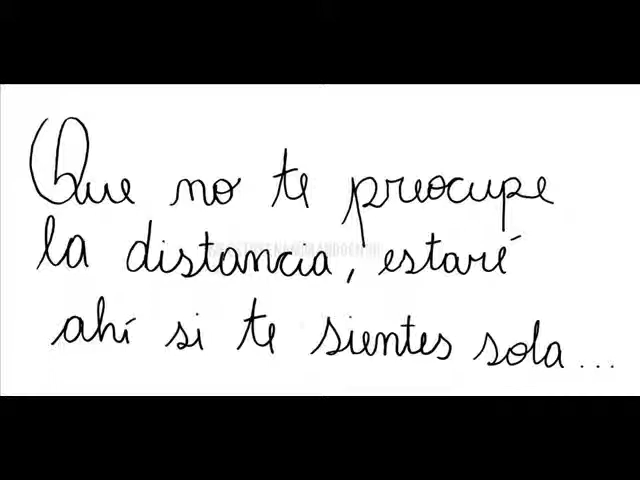 Que no te preocupe
la distancia, estaré
ahí si te sientes sola...